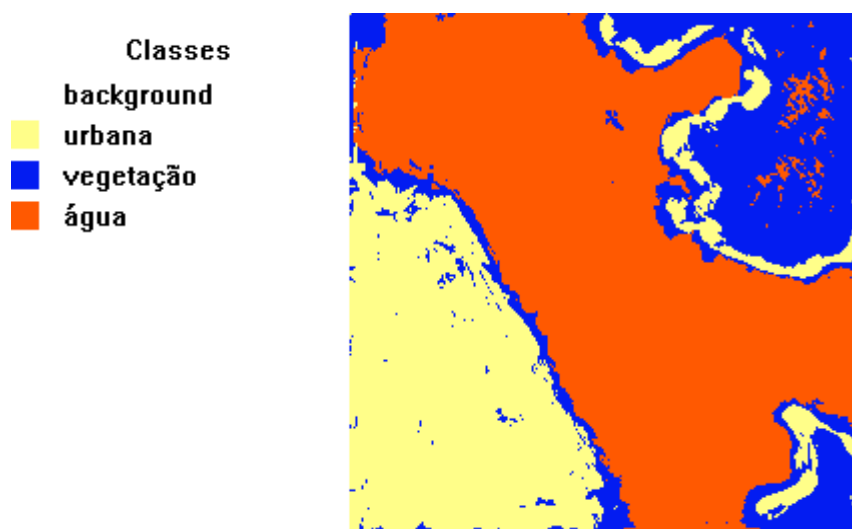 Classes
background
urbana
vegetação
água